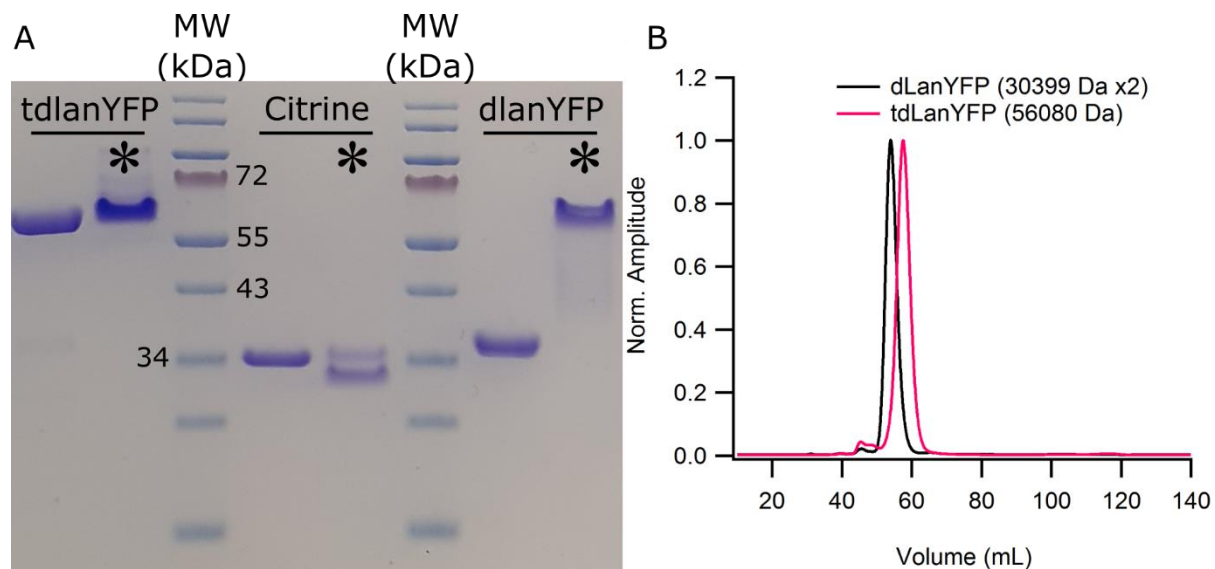 A
MW
(kDa)
MW
(kDa)
tdlanYFP
Citrine
dlanYFP
*
*
*
72
55
43
34
B
dLanYFP (30399 Da x2)
tdLanYFP (56080 Da)
Norm. Amplitude
1.2
1.0
0.8
0.6
0.4
0.2
0.0
20 40 60 80 100 120 140
Volume (mL)